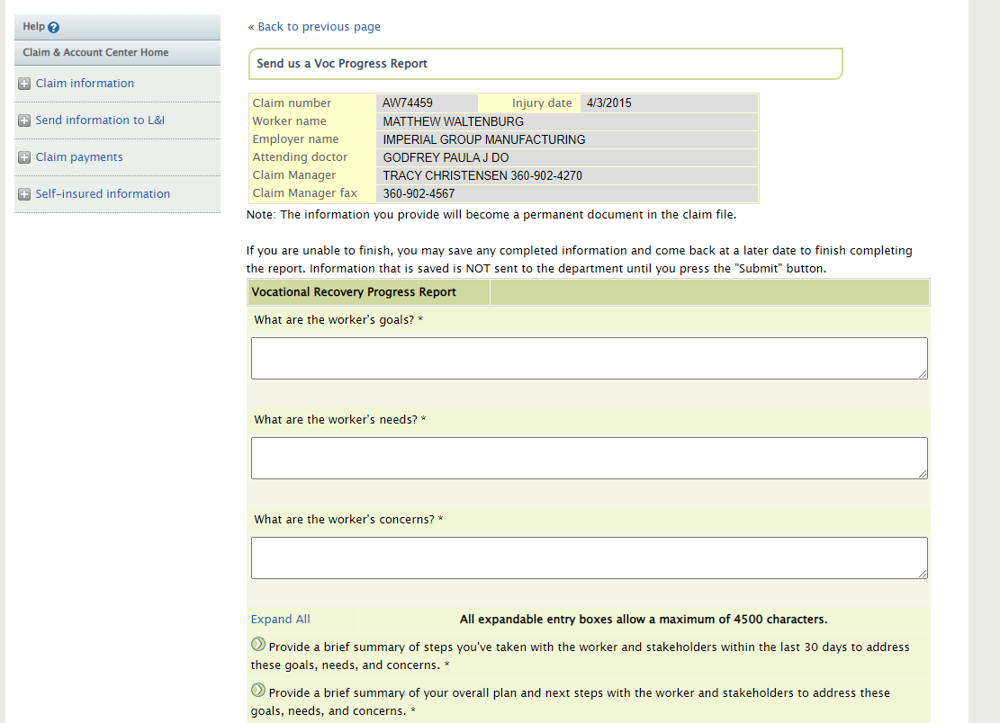 Help ?
Claim & Account Center Home
Claim information
Send information to L&I
Claim payments
Self-insured information
« Back to previous page
Send us a Voc Progress Report
Claim number AW74459 Injury date 4/3/2015
Worker name MATTHEW WALTENBURG
Employer name IMPERIAL GROUP MANUFACTURING
Attending doctor GODFREY PAULA J DO
Claim Manager TRACY CHRISTENSEN 360-902-4270
Claim Manager fax 360-902-4567
Note: The information you provide will become a permanent document in the claim file.
If you are unable to finish, you may save any completed information and come back at a later date to finish completing
the report. Information that is saved is NOT sent to the department until you press the "Submit" button.
Vocational Recovery Progress Report
What are the worker's goals? *
What are the worker's needs? *
What are the worker's concerns? *
Expand All All expandable entry boxes allow a maximum of 4500 characters.
Provide a brief summary of steps you've taken with the worker and stakeholders within the last 30 days to address
these goals, needs, and concerns. *
Provide a brief summary of your overall plan and next steps with the worker and stakeholders to address these
goals, needs, and concerns. *